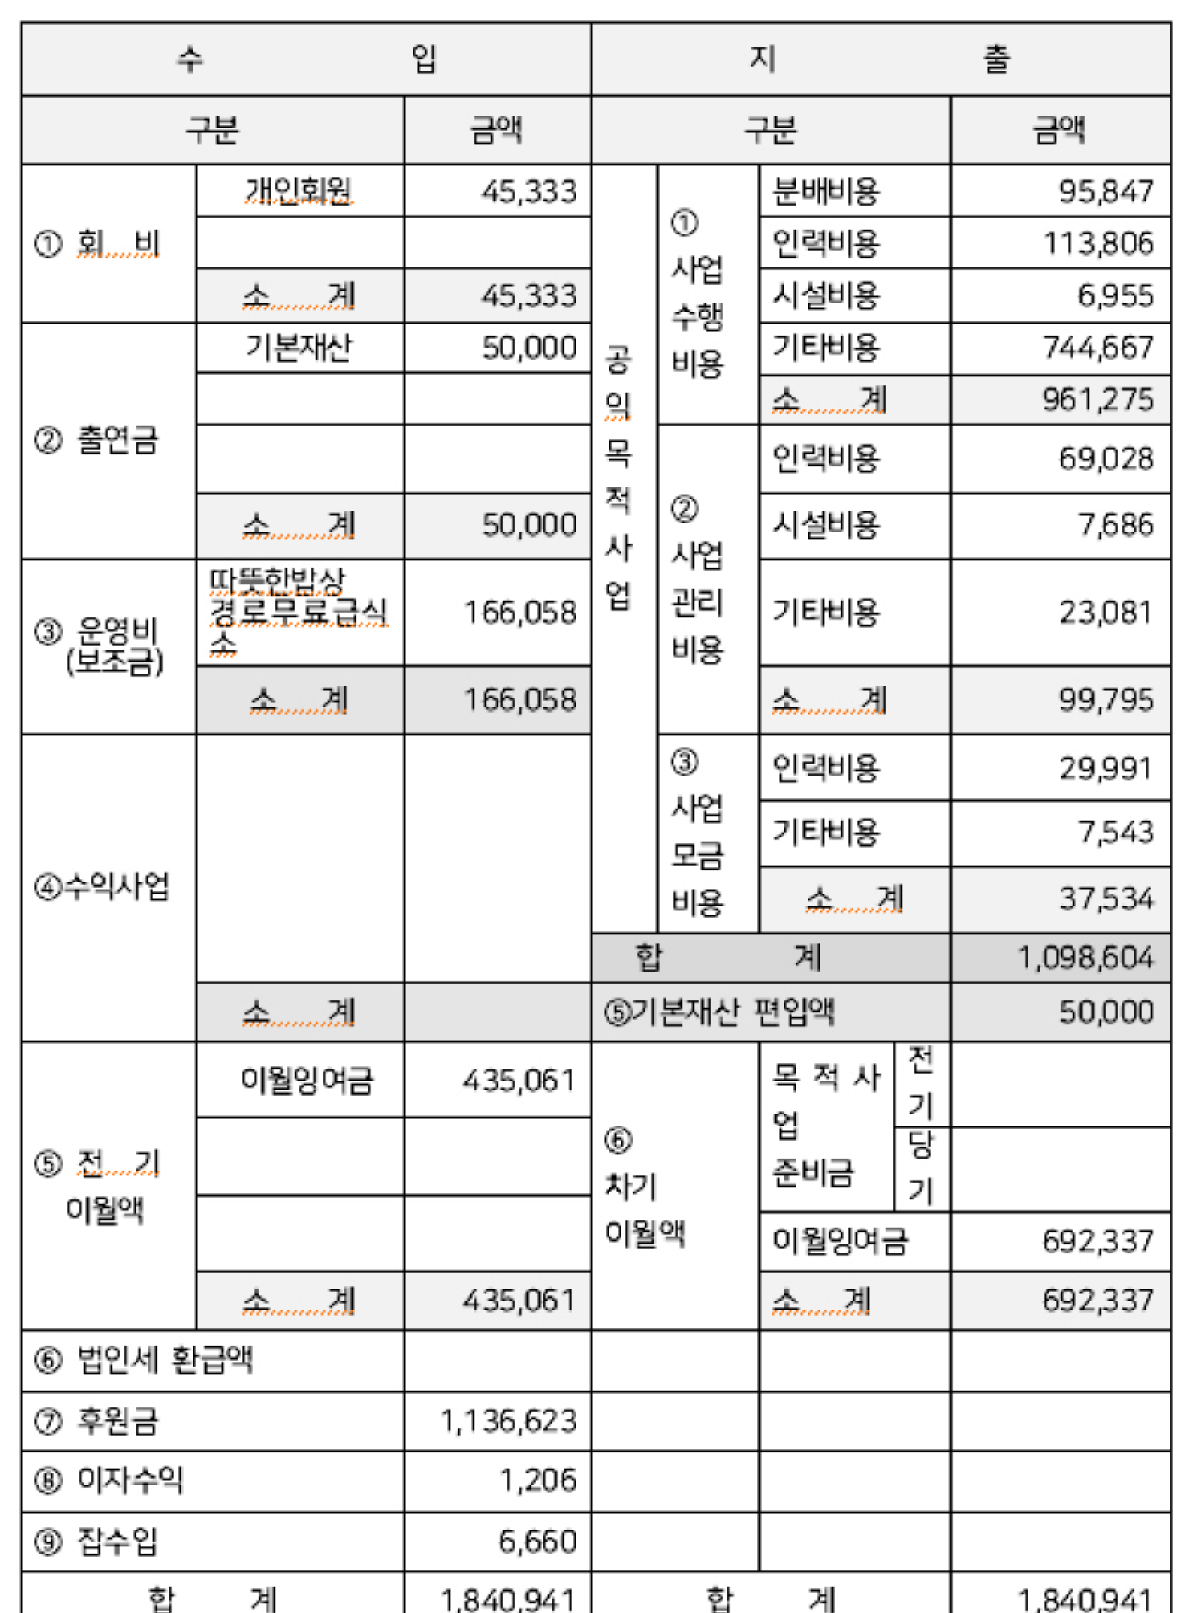 수 입 지 출
구분 금액 구분 금액
① 회 비
개인회원 45,333
소 계 45,333
② 출연금
기본재산 50,000
소 계 50,000
③ 운영비
(보조금)
따뜻한밥상
경로무료급식
소
166,058
소 계 166,058
④수익사업
소 계
⑤ 전 기
이월액
이월잉여금 435,061
소 계 435,061
⑥ 법인세 환급액
⑦ 후원금 1,136,623
⑧ 이자수익 1,206
⑨ 잡수입 6,660
합 계 1,840,941
공
익
목
적
사
업
①
사업
수행
비용
분배비용 95,847
인력비용 113,806
시설비용 6,955
기타비용 744,667
소 계 961,275
②
사업
관리
비용
인력비용 69,028
시설비용 7,686
기타비용 23,081
소 계 99,795
③
사업
모금
비용
인력비용 29,991
기타비용 7,543
소 계 37,534
합 계 1,098,604
⑤기본재산 편입액 50,000
⑥
차기
이월액
목 적 사
업
준비금
전
기
당
기
이월잉여금 692,337
소 계 692,337
합 계 1,840,941